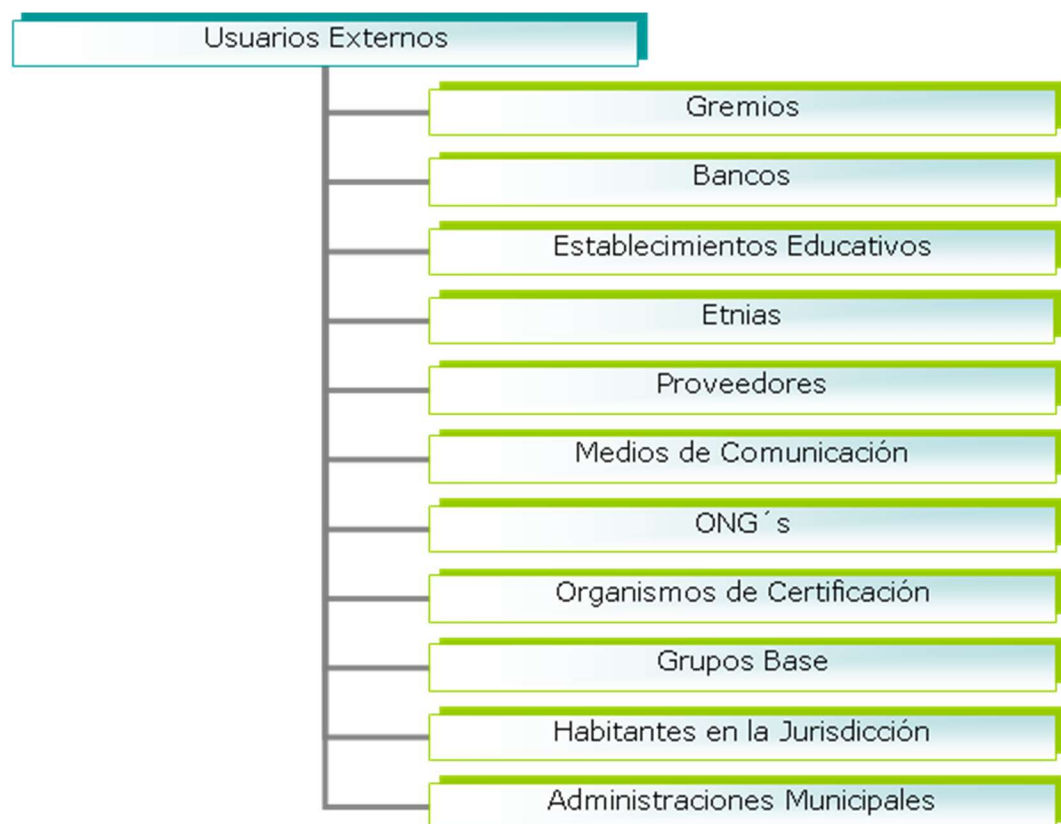 Usuarios Externos
Gremios
Bancos
Establecimientos Educativos
Etnias
Proveedores
Medios de Comunicación
ONG´s
Organismos de Certificación
Grupos Base
Habitantes en la Jurisdicción
Administraciones Municipales